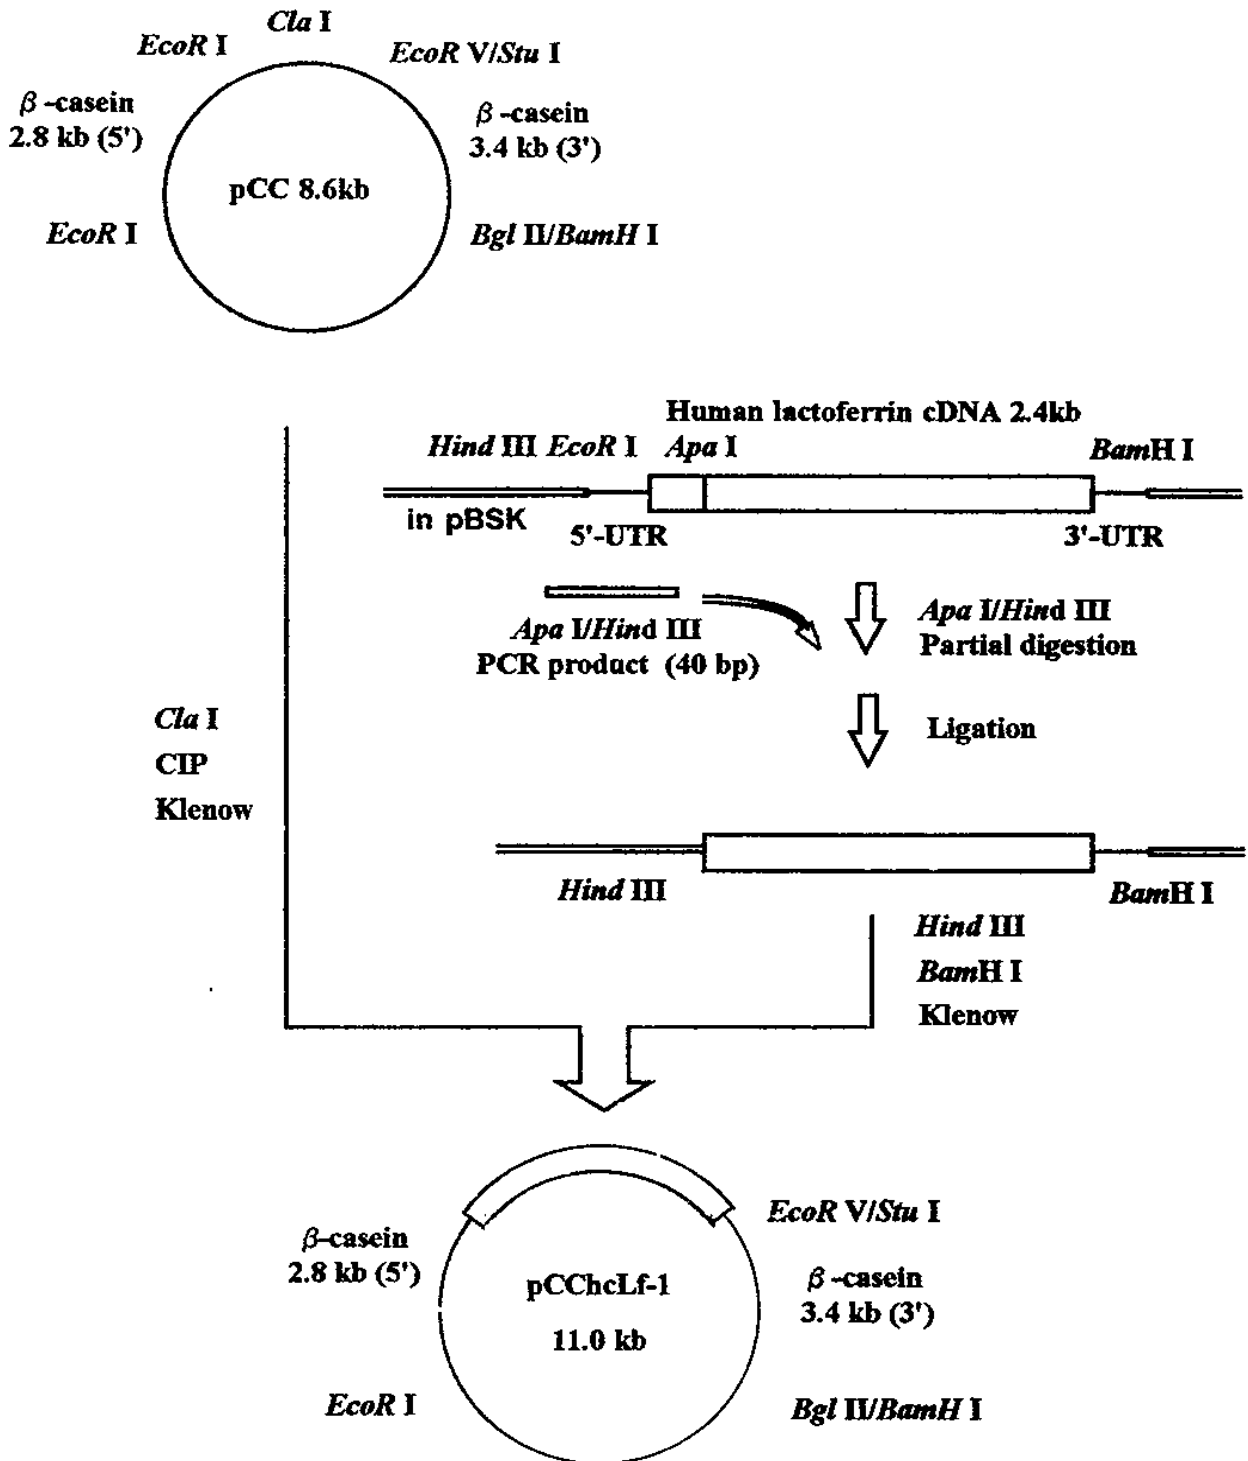 Cla I
EcoR I
EcoR V/Stu I
β-casein
2.8 kb (5')
β-casein
3.4 kb (3')
pCC 8.6kb
EcoR I
Bgl II/BamH I
Human lactoferrin cDNA 2.4kb
Hind III EcoR I Apa I
BamH I
in pBSK
5'-UTR
3'-UTR
Apa I/Hind III
PCR product (40 bp)
Apa I/Hind III
Partial digestion
Ligation
Cla I
CIP
Klenow
Hind III
BamH I
Hind III
BamH I
Klenow
EcoR V/Stu I
β-casein
2.8 kb (5')
β-casein
3.4 kb (3')
pCChcLf-1
11.0 kb
EcoR I
Bgl II/BamH I